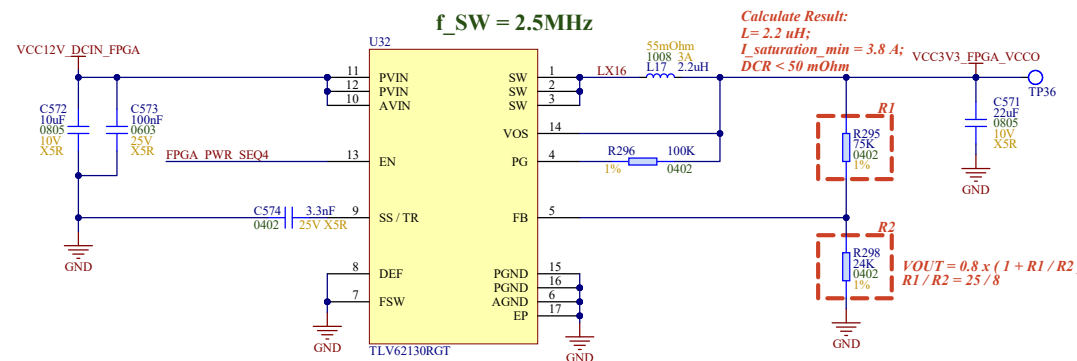 f_SW = 2.5MHz
Calculate Result:
L= 2.2 uH;
I_saturation_min = 3.8 A;
DCR < 50 mOhm
VCC12V_DCIN_FPGA
U32
55mOhm
1008 3A
L17 2.2uH
LX16
VCC3V3_FPGA_VCCO
TP36
11 PVIN
12 PVIN
10 AVIN
SW 1
SW 2
SW 3
C572
10uF
0805
10V
X5R
C573
100nF
0603
25V
X5R
C571
22uF
0805
10V
X5R
GND
R1
R295
75K
0402
1%
VOS 14
FPGA_PWR_SEQ4
13 EN
PG 4
R296 100K
1% 0402
C574 3.3nF
0402 25V X5R
9 SS / TR
FB 5
GND
R2
R298
24K
0402
1%
VOUT = 0.8 x ( 1 + R1 / R2 )
R1 / R2 = 25 / 8
8 DEF
7 FSW
PGND 15
PGND 16
AGND 6
EP 17
GND
GND
GND
TLV62130RGT